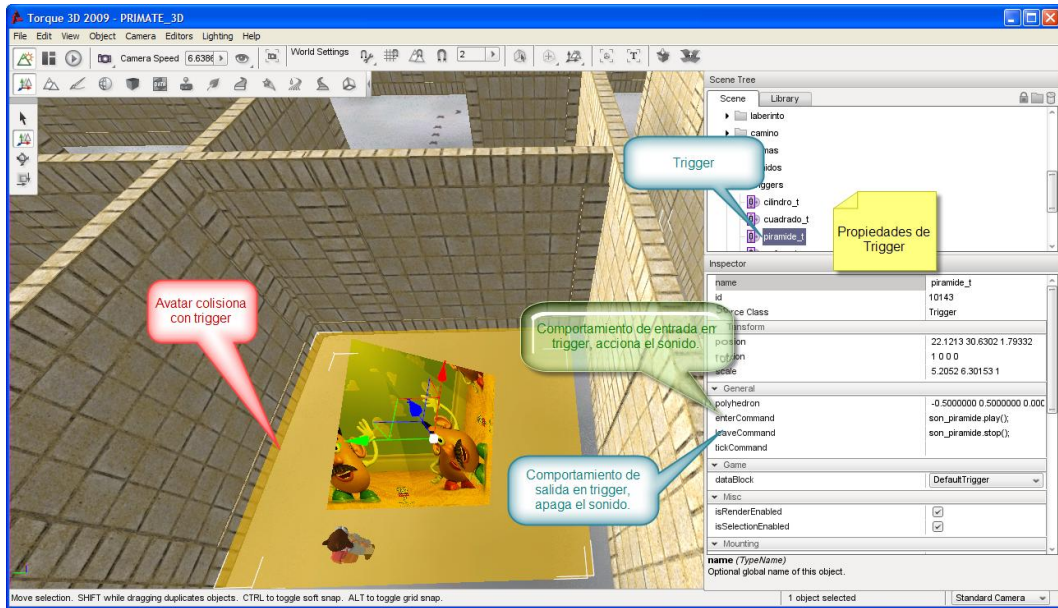 Torque 3D 2009 - PRIMATE_3D
File Edit View Object Camera Editors Lighting Help
Camera Speed 6.6386 World Settings 2
Scene Tree
Scene Library
laberinto
camino
cilindro_t
cuadrado_t
piramide_t
Trigger
Propiedades de
Trigger
Avatar colisiona
con trigger
Comportamiento de entrada en
trigger, acciona el sonido.
Comportamiento de
salida en trigger,
apaga el sonido.
Inspector
name piramide_t
id 10143
Class Trigger
Transform
position 22.1213 30.6302 1.79332
1 0 0 0
scale 5.2052 6.30153 1
General
polyhedron -0.5000000 0.5000000 0.000
enterCommand son_piramide.play();
leaveCommand son_piramide.stop();
tickCommand
Game
dataBlock DefaultTrigger
Misc
isRenderEnabled
isSelectionEnabled
Mounting
name (TypeName)
Optional global name of this object.
Move selection. SHIFT while dragging duplicates objects. CTRL to toggle soft snap. ALT to toggle grid snap.
1 object selected
Standard Camera